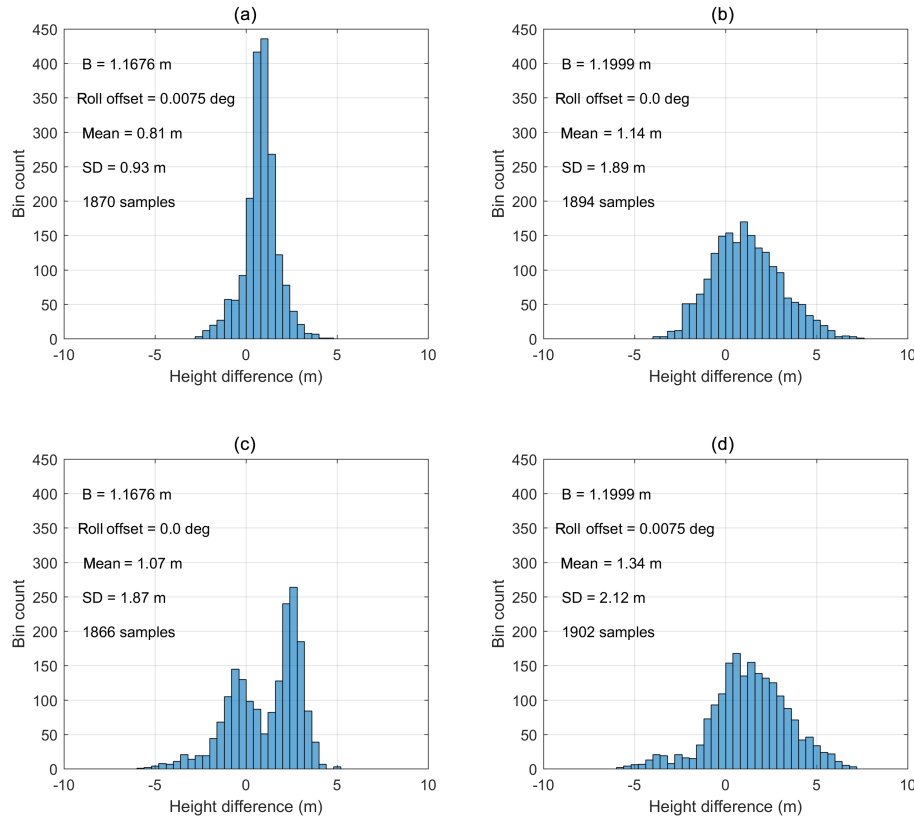 (a)
450
400
350
300
250
200
150
100
50
0
Bin count
B = 1.1676 m
Roll offset = 0.0075 deg
Mean = 0.81 m
SD = 0.93 m
1870 samples
-10 -5 0 5 10
Height difference (m)
(b)
450
400
350
300
250
200
150
100
50
0
Bin count
B = 1.1999 m
Roll offset = 0.0 deg
Mean = 1.14 m
SD = 1.89 m
1894 samples
-10 -5 0 5 10
Height difference (m)
(c)
450
400
350
300
250
200
150
100
50
0
Bin count
B = 1.1676 m
Roll offset = 0.0 deg
Mean = 1.07 m
SD = 1.87 m
1866 samples
-10 -5 0 5 10
Height difference (m)
(d)
450
400
350
300
250
200
150
100
50
0
Bin count
B = 1.1999 m
Roll offset = 0.0075 deg
Mean = 1.34 m
SD = 2.12 m
1902 samples
-10 -5 0 5 10
Height difference (m)